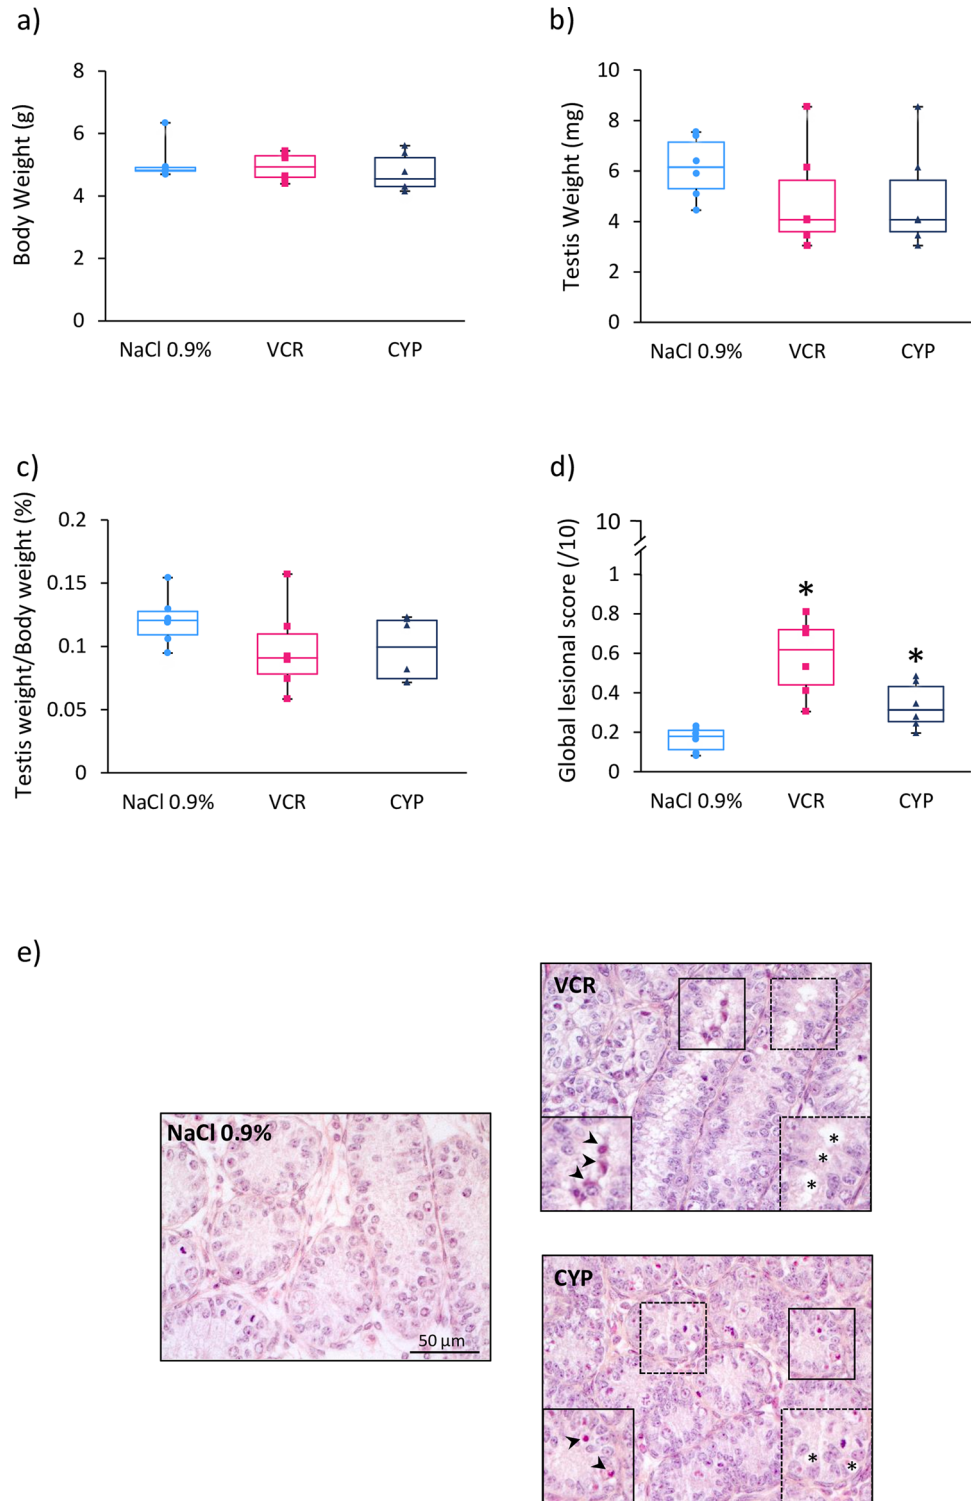 a)
Body Weight (g)
8
6
4
2
0
NaCl 0.9%
VCR
CYP
b)
Testis Weight (mg)
10
8
6
4
2
0
NaCl 0.9%
VCR
CYP
c)
Testis weight/Body weight (%)
0.2
0.15
0.1
0.05
0
NaCl 0.9%
VCR
CYP
d)
Global lesional score (/10)
10
1
0.8
0.6
0.4
0.2
0
*
*
NaCl 0.9%
VCR
CYP
e)
NaCl 0.9%
50 µm
VCR
*
*
*
CYP
*
*